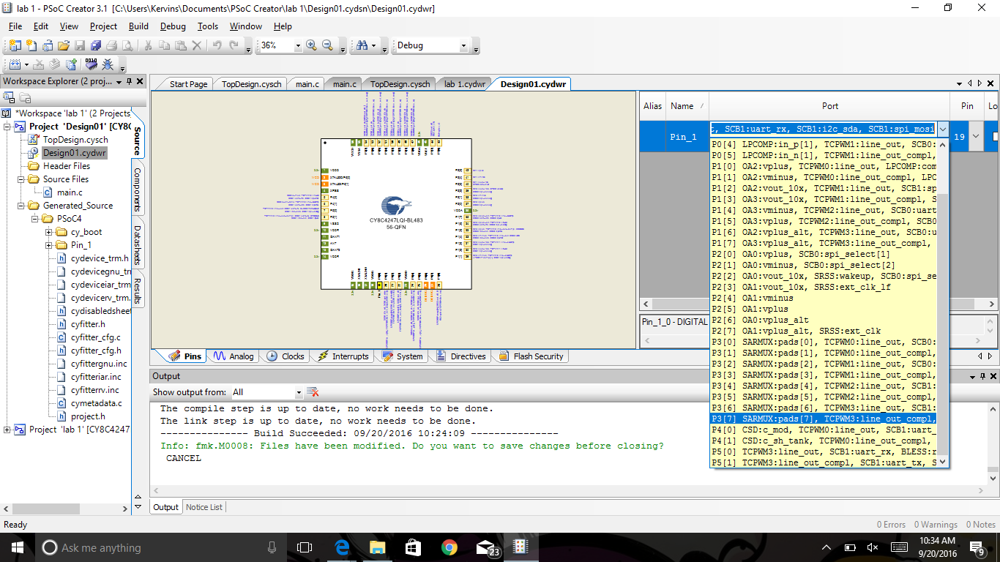 lab 1 - PSoC Creator 3.1 [C:\Users\Kervins\Documents\PSoC Creator\lab 1\Design01.cydsn\Design01.cydwr]
File Edit View Project Build Debug Tools Window Help
36% Debug
Workspace Explorer (2 proj...
*Workspace 'lab 1' (2 Projects)
Project 'Design01' [CY8C
TopDesign.cysch
Design01.cydwr
Header Files
Source Files
main.c
Generated_Source
PSoC4
cy_boot
Pin_1
cydevice_trm.h
cydevicegnu_trm
cydeviceiar_trm
cydevicerv_trm.
cydisabledsheet
cyfitter.h
cyfitter_cfg.c
cyfitter_cfg.h
cyfittergnu.inc
cyfitteriar.inc
cyfitterrv.inc
cymetadata.c
project.h
Project 'lab 1' [CY8C4247
Source
Components
Datasheets
Results
Start Page TopDesign.cysch main.c main.c TopDesign.cysch lab 1.cydwr Design01.cydwr
CY8C4247LQI-BL483
56-QFN
Pins Analog Clocks Interrupts System Directives Flash Security
Alias Name Port Pin Lo
Pin_1 t, SCB1:uart_rx, SCB1:i2c_sda, SCB1:spi_mosi 19
P0[4] LPCOMP:in_p[1], TCPWM1:line_out, SCB0:
P0[5] LPCOMP:in_n[1], TCPWM1:line_out_compl,
P1[0] OA2:vplus, TCPWM0:line_out, LPCOMP:com
P1[1] OA2:vminus, TCPWM0:line_out_compl, LPC
P1[2] OA2:vout_10x, TCPWM1:line_out, SCB1:sp
P1[3] OA3:vout_10x, TCPWM1:line_out_compl, S
P1[4] OA3:vminus, TCPWM2:line_out, SCB0:uart
P1[5] OA3:vplus, TCPWM2:line_out_compl, SCB0
P1[6] OA2:vplus_alt, TCPWM3:line_out, SCB0:u
P1[7] OA3:vplus_alt, TCPWM3:line_out_compl,
P2[0] OA0:vplus, SCB0:spi_select[1]
P2[1] OA0:vminus, SCB0:spi_select[2]
P2[2] OA0:vout_10x, SRSS:wakeup, SCB0:spi_se
P2[3] OA1:vout_10x, SRSS:ext_clk_lf
P2[4] OA1:vminus
P2[5] OA1:vplus
P2[6] OA0:vplus_alt
P2[7] OA1:vplus_alt, SRSS:ext_clk
P3[0] SARMUX:pads[0], TCPWM0:line_out, SCB0:
P3[1] SARMUX:pads[1], TCPWM0:line_out_compl,
P3[2] SARMUX:pads[2], TCPWM1:line_out, SCB0:
P3[3] SARMUX:pads[3], TCPWM1:line_out_compl,
P3[4] SARMUX:pads[4], TCPWM2:line_out, SCB1:
P3[5] SARMUX:pads[5], TCPWM2:line_out_compl,
P3[6] SARMUX:pads[6], TCPWM3:line_out, SCB1:
P3[7] SARMUX:pads[7], TCPWM3:line_out_compl,
P4[0] CSD:c_mod, TCPWM0:line_out, SCB1:uart_
P4[1] CSD:c_sh_tank, TCPWM0:line_out_compl,
P5[0] TCPWM3:line_out, SCB1:uart_rx, BLESS:r
P5[1] TCPWM3:line_out_compl, SCB1:uart_tx, S
Pin_1_0 - DIGITAL
Output
Show output from: All
The compile step is up to date, no work needs to be done.
The link step is up to date, no work needs to be done.
--------------- Build Succeeded: 09/20/2016 10:24:09 ---------------
Info: fmk.M0008: Files have been modified. Do you want to save changes before closing?
CANCEL
Output Notice List
Ready 0 Errors 0 Warnings 0 Notes
Ask me anything 23 10:34 AM
9/20/2016 9